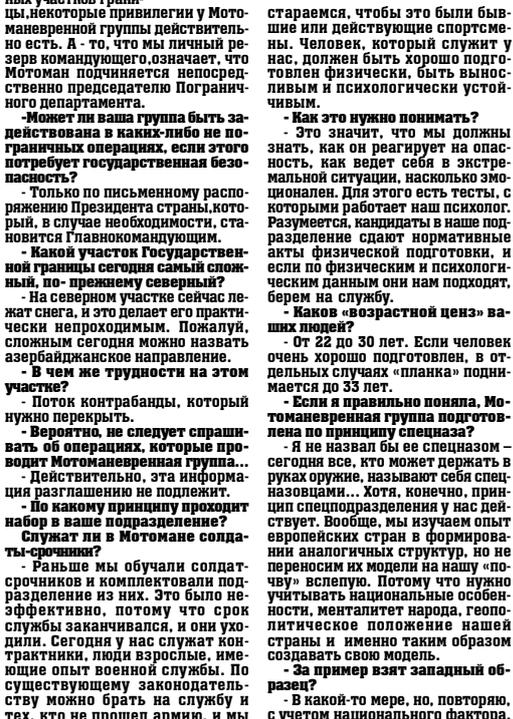 ных участков грани-
цы,некоторые привилегии у Мото-
маневренной группы действитель-
но есть. А - то, что мы личный ре-
зерв командующего,означает, что
Мотоман подчиняется непосред-
ственно председателю Погранич-
ного департамента.
-Может ли ваша группа быть за-
действована в каких-либо не по-
граничных операциях, если этого
потребует государственная безо-
пасность?
- Только по письменному распо-
ряжению Президента страны,кото-
рый, в случае необходимости, ста-
новится Главнокомандующим.
- Какой участок Государствен-
ной границы сегодня самый слож-
ный, по- прежнему северный?
- На северном участке сейчас ле-
жат снега, и это делает его практи-
чески непроходимым. Пожалуй,
сложным сегодня можно назвать
азербайджанское направление.
- В чем же трудности на этом
участке?
- Поток контрабанды, который
нужно перекрыть.
- Вероятно, не следует спраши-
вать об операциях, которые про-
водит Мотоманевренная группа...
- Действительно, эта информа-
ция разглашению не подлежит.
- По какому принципу проходит
набор в ваше подразделение?
Служат ли в Мотомане солда-
ты-срочники?
- Раньше мы обучали солдат-
срочников и комплектовали под-
разделение из них. Это было не-
эффективно, потому что срок
службы заканчивался, и они ухо-
дили. Сегодня у нас служат кон-
трактники, люди взрослые, име-
ющие опыт военной службы. По
существующему законодатель-
ству можно брать на службу и
тех, кто не прошел армию, и мы
стараемся, чтобы это были быв-
шие или действующие спортсме-
ны. Человек, который служит у
нас, должен быть хорошо подго-
товлен физически, быть вынос-
ливым и психологически устой-
чивым.
- Как это нужно понимать?
- Это значит, что мы должны
знать, как он реагирует на опас-
ность, как ведет себя в экстре-
мальной ситуации, насколько эмо-
ционален. Для этого есть тесты, с
которыми работает наш психолог.
Разумеется, кандидаты в наше под-
разделение сдают нормативные
акты физической подготовки, и
если по физическим и психологи-
ческим данным они нам подходят,
берем на службу.
- Каков «возрастной ценз» ва-
ших людей?
- От 22 до 30 лет. Если человек
очень хорошо подготовлен, в от-
дельных случаях «планка» подни-
мается до 33 лет.
- Если я правильно поняла, Мо-
томаневренная группа подготов-
лена по принципу спецназа?
- Я не назвал бы ее спецназом –
сегодня все, кто может держать в
руках оружие, называют себя спец-
назовцами... Хотя, конечно, прин-
цип спецподразделения у нас дей-
ствует. Вообще, мы изучаем опыт
европейских стран в формирова-
нии аналогичных структур, но не
переносим их модели на нашу «по-
чву» вслепую. Потому что нужно
учитывать национальные особен-
ности, менталитет народа, геопо-
литическое положение нашей
страны и именно таким образом
создавать свою модель.
- За пример взят западный об-
разец?
- В какой-то мере, но, повторяю,
с учетом национального фактора.